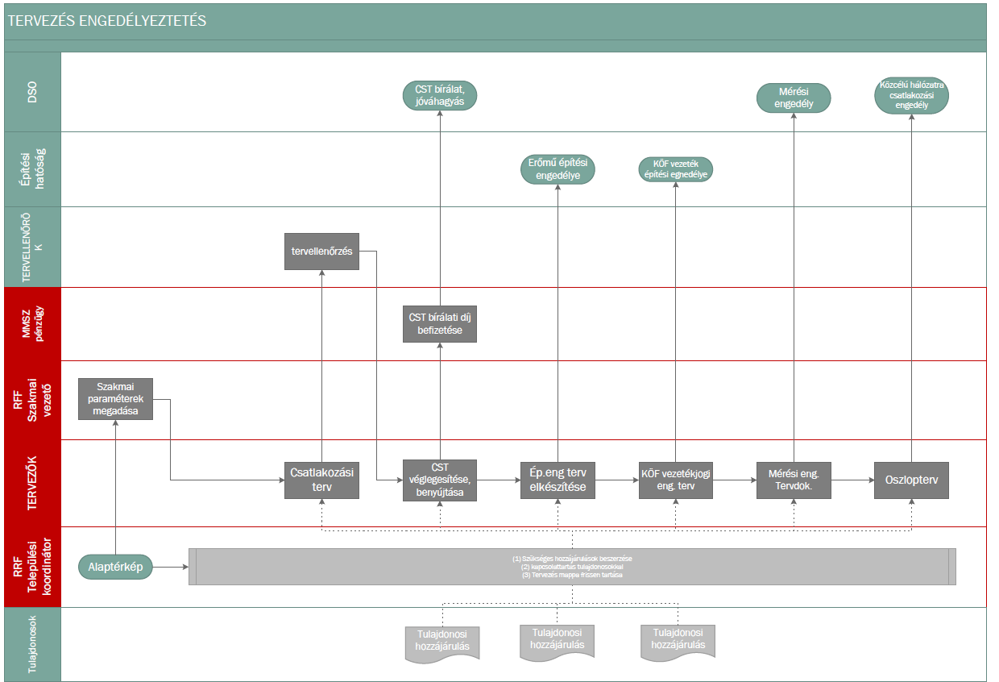 TERVEZÉS ENGEDÉLYEZTETÉS
DSO
CST bírálat,
jóváhagyás
Mérési
engedély
Közcélú hálózatra
csatlakozási
engedély
Építési
hatóság
Erőmű építési
engedélye
KÖF vezeték
építési egnedélye
TERVELLENŐRÖ
K
tervellenőrzés
MMSZ
pénzügy
CST bírálati díj
befizetése
RFF
Szakmai
vezető
Szakmai
paraméterek
megadása
TERVEZŐK
Csatlakozási
terv
CST
véglegesítése,
benyújtása
Ép.eng terv
elkészítése
KÖF vezetékjogi
eng. terv
Mérési eng.
Tervdok.
Oszlopterv
RRF
Települési
koordinátor
Alaptérkép
(1) Szükséges hozzájárulások beszerzése
(2) kapcsolattartás tulajdonosokkal
(3) Tervezés mappa frissen tartása
Tulajdonosok
Tulajdonosi
hozzájárulás
Tulajdonosi
hozzájárulás
Tulajdonosi
hozzájárulás